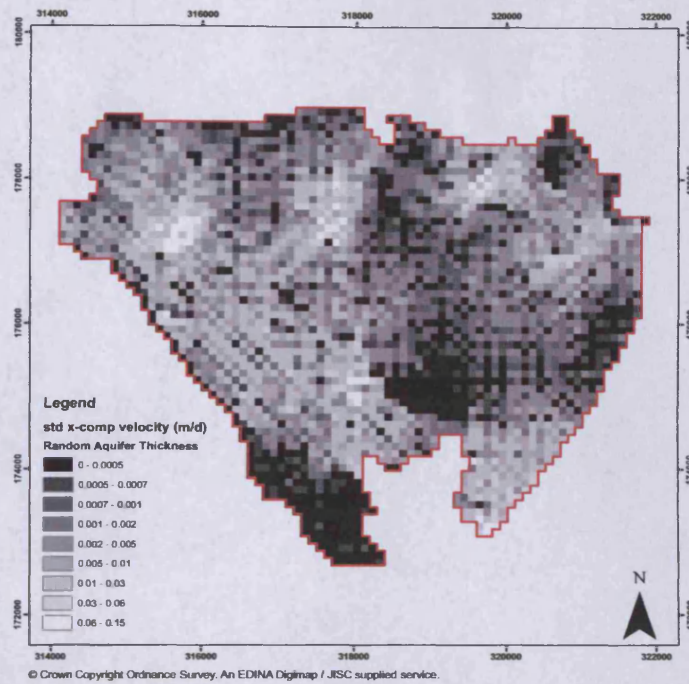 314000 316000 318000 320000 322000
180000
178000
176000
174000
172000
Legend
std x-comp velocity (m/d)
Random Aquifer Thickness
0 - 0.0005
0.0005 - 0.0007
0.0007 - 0.001
0.001 - 0.002
0.002 - 0.005
0.005 - 0.01
0.01 - 0.03
0.03 - 0.06
0.06 - 0.15
N
314000 316000 318000 320000 322000
© Crown Copyright Ordnance Survey. An EDINA Digimap / JISC supplied service.